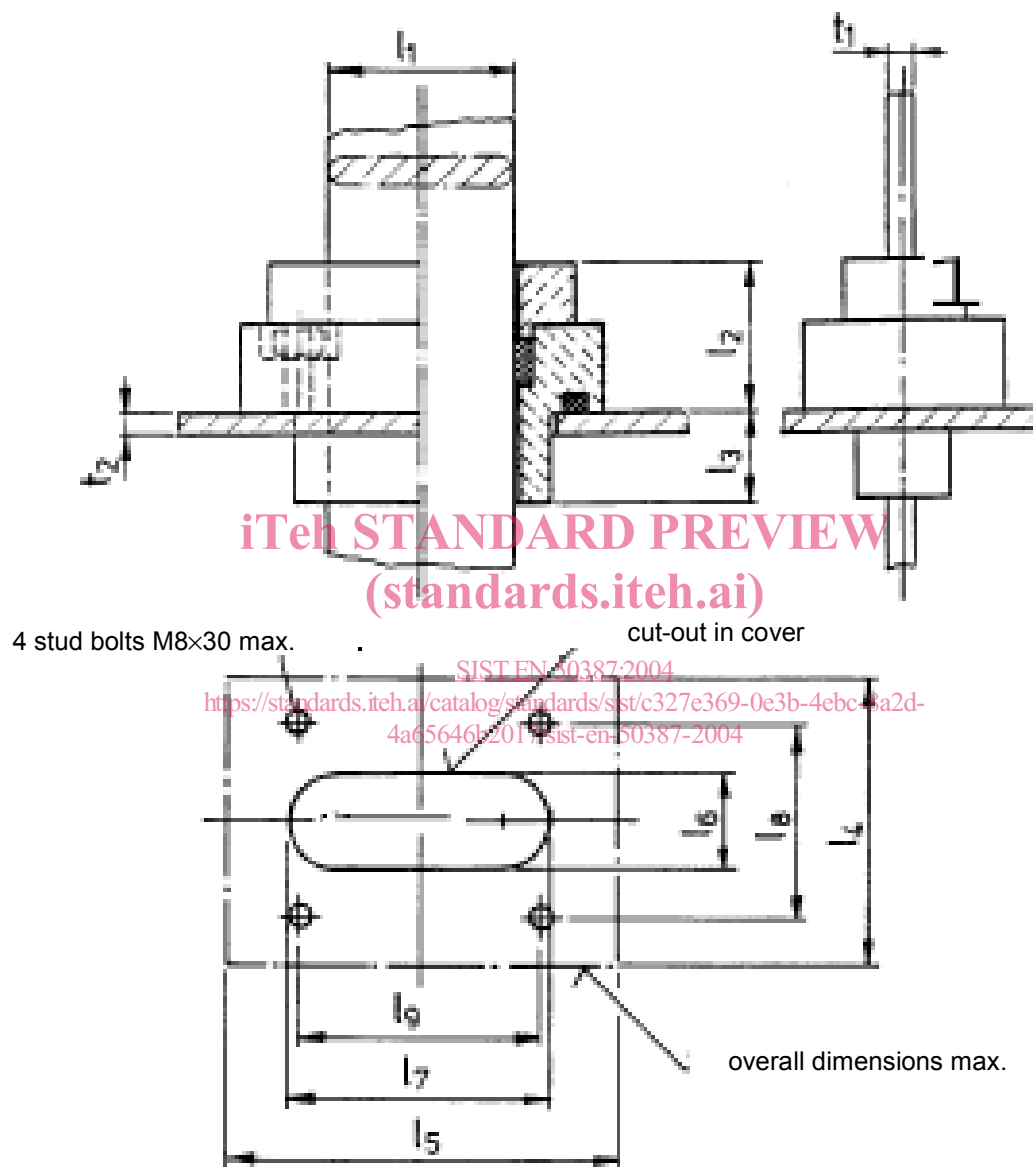 l1
t1
l2
t2
l3
iTeh STANDARD PREVIEW
(standards.iteh.ai)
4 stud bolts M8×30 max.
cut-out in cover
SIST EN 50387:2004
https://standards.iteh.ai/catalog/standards/sist/c327e369-0e3b-4ebc-8a2d-
4a65646b2017/sist-en-50387-2004
l6
l8
l4
l9
l7
l5
overall dimensions max.